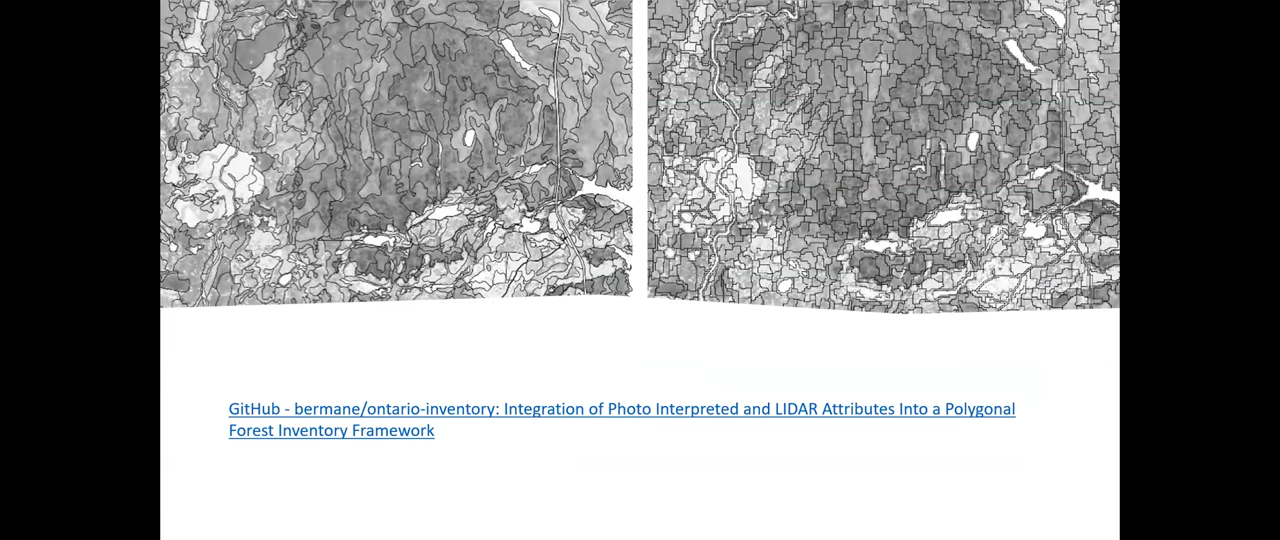 GitHub - bermane/ontario-inventory: Integration of Photo Interpreted and LIDAR Attributes Into a Polygonal
Forest Inventory Framework